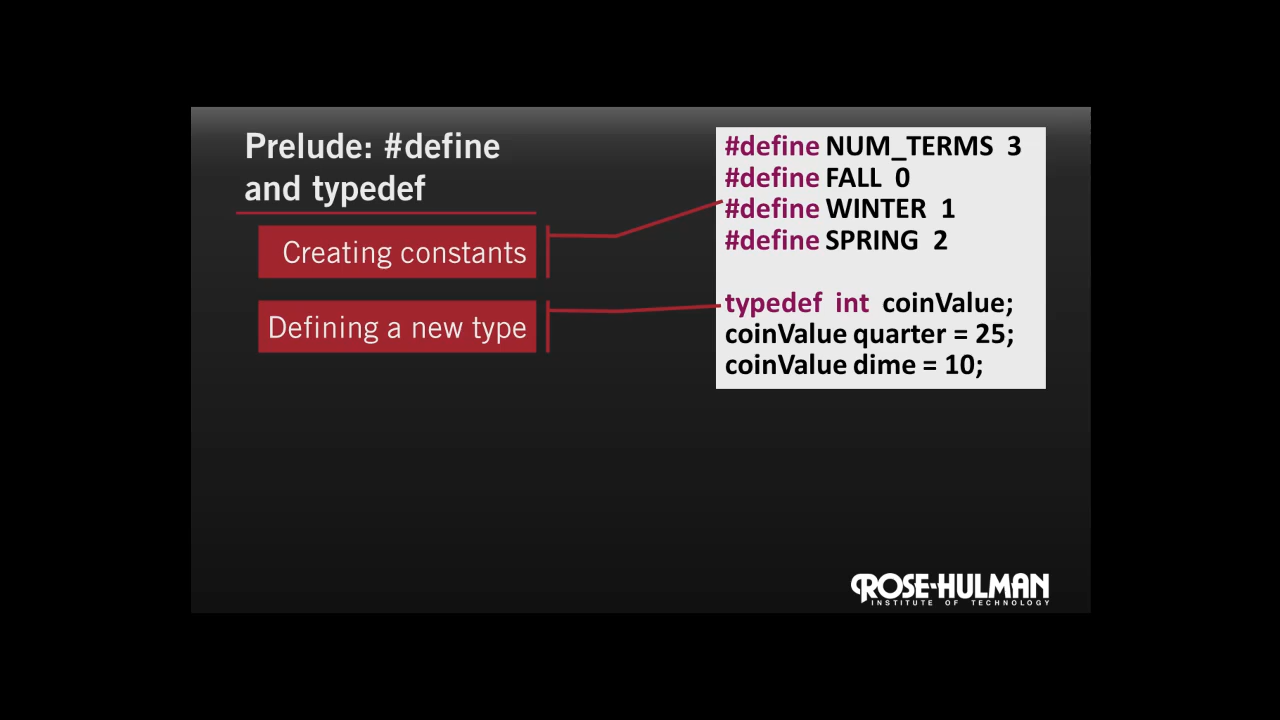 Prelude: #define
and typedef
Creating constants
Defining a new type
#define NUM_TERMS 3
#define FALL 0
#define WINTER 1
#define SPRING 2
typedef int coinValue;
coinValue quarter = 25;
coinValue dime = 10;
ROSE-HULMAN
INSTITUTE OF TECHNOLOGY